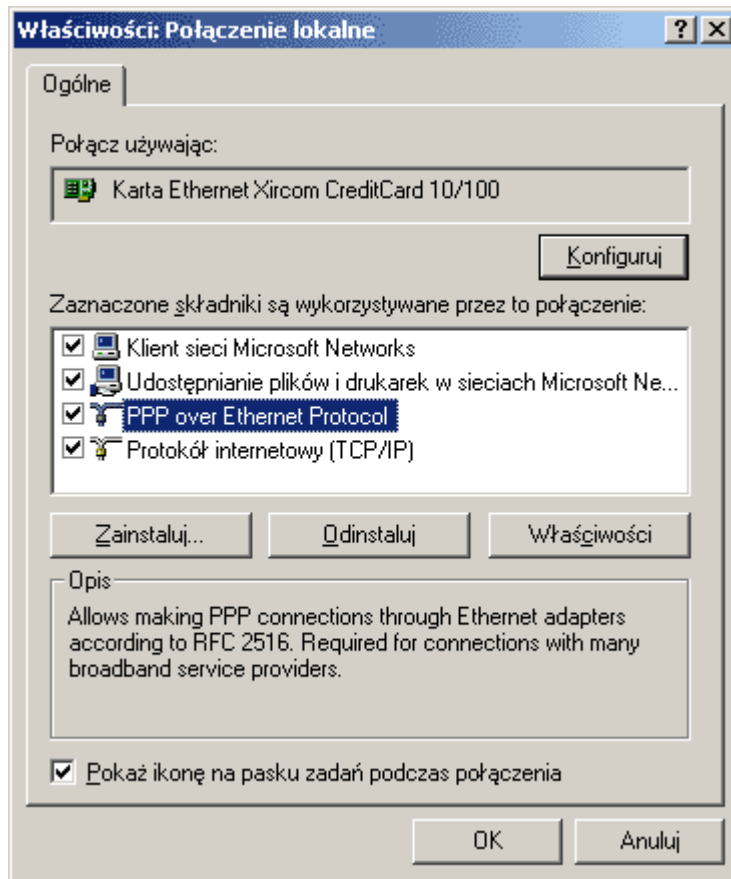 Właściwości: Połączenie lokalne
Ogólne
Połącz używając:
Karta Ethernet Xircom CreditCard 10/100
Konfiguruj
Zaznaczone składniki są wykorzystywane przez to połączenie:
Klient sieci Microsoft Networks
Udostępnianie plików i drukarek w sieciach Microsoft Ne...
PPP over Ethernet Protocol
Protokół internetowy (TCP/IP)
Zainstaluj... Odinstaluj Właściwości
Opis
Allows making PPP connections through Ethernet adapters
according to RFC 2516. Required for connections with many
broadband service providers.
Pokaż ikonę na pasku zadań podczas połączenia
OK Anuluj